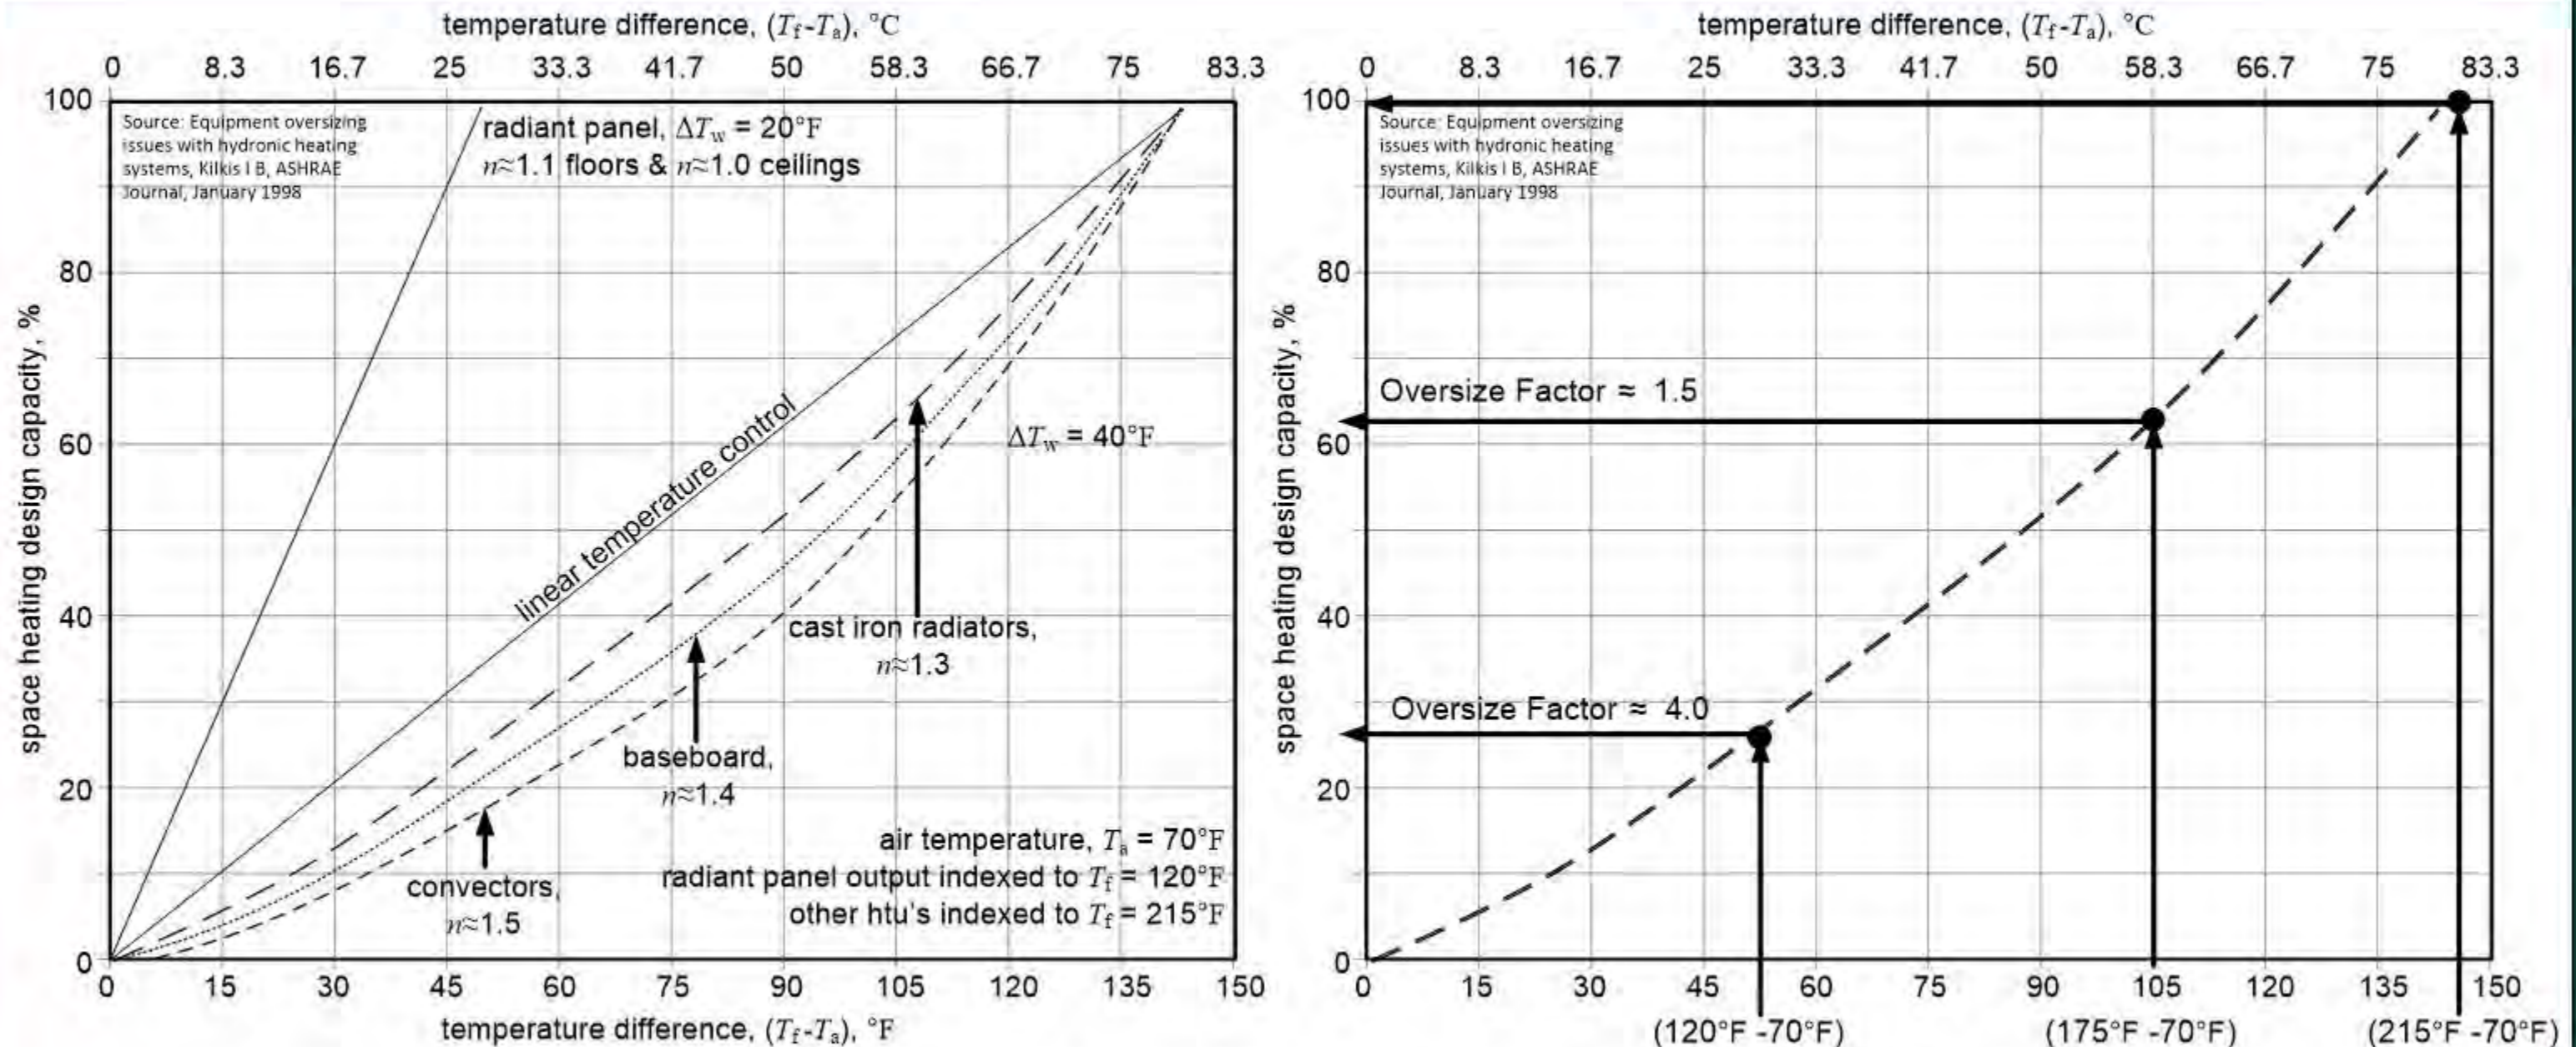 temperature difference, (Tf-Ta), °C
0 8.3 16.7 25 33.3 41.7 50 58.3 66.7 75 83.3
100
80
60
40
20
0
space heating design capacity, %
Source: Equipment oversizing
issues with hydronic heating
systems, Kilkis I B, ASHRAE
Journal, January 1998
radiant panel, ΔTw = 20°F
n≈1.1 floors & n≈1.0 ceilings
linear temperature control
ΔTw = 40°F
cast iron radiators,
n≈1.3
baseboard,
n≈1.4
convectors,
n≈1.5
air temperature, Ta = 70°F
radiant panel output indexed to Tf = 120°F
other htu's indexed to Tf = 215°F
0 15 30 45 60 75 90 105 120 135 150
temperature difference, (Tf-Ta), °F
temperature difference, (Tf-Ta), °C
0 8.3 16.7 25 33.3 41.7 50 58.3 66.7 75 83.3
100
80
60
40
20
0
space heating design capacity, %
Source: Equipment oversizing
issues with hydronic heating
systems, Kilkis I B, ASHRAE
Journal, January 1998
Oversize Factor ≈ 1.5
Oversize Factor ≈ 4.0
0 15 30 45 60 75 90 105 120 135 150
(120°F -70°F) (175°F -70°F) (215°F -70°F)